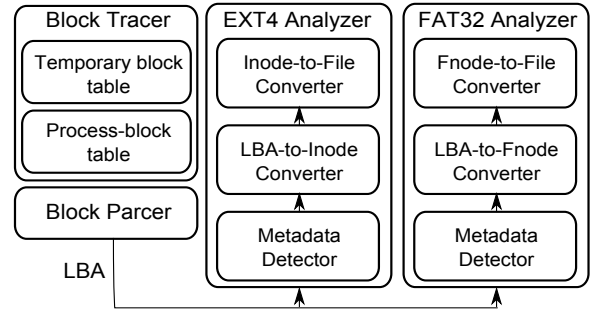 Block Tracer
Temporary block
table
Process-block
table
Block Parcer
LBA
EXT4 Analyzer
Inode-to-File
Converter
LBA-to-Inode
Converter
Metadata
Detector
FAT32 Analyzer
Fnode-to-File
Converter
LBA-to-Fnode
Converter
Metadata
Detector